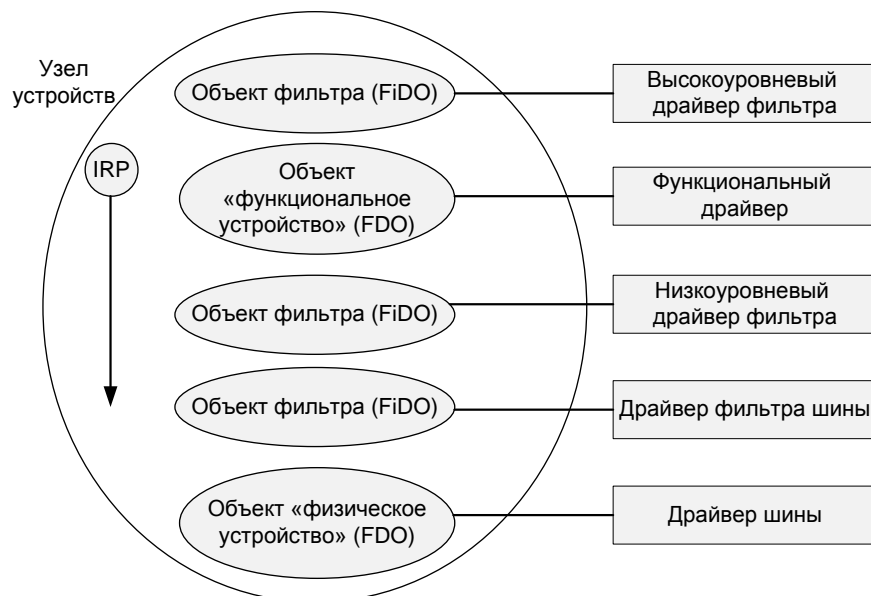 Узел
устройств
IRP
Объект фильтра (FiDO)
Высокоуровневый
драйвер фильтра
Объект
«функциональное
устройство» (FDO)
Функциональный
драйвер
Объект фильтра (FiDO)
Низкоуровневый
драйвер фильтра
Объект фильтра (FiDO)
Драйвер фильтра шины
Объект «физическое
устройство» (FDO)
Драйвер шины